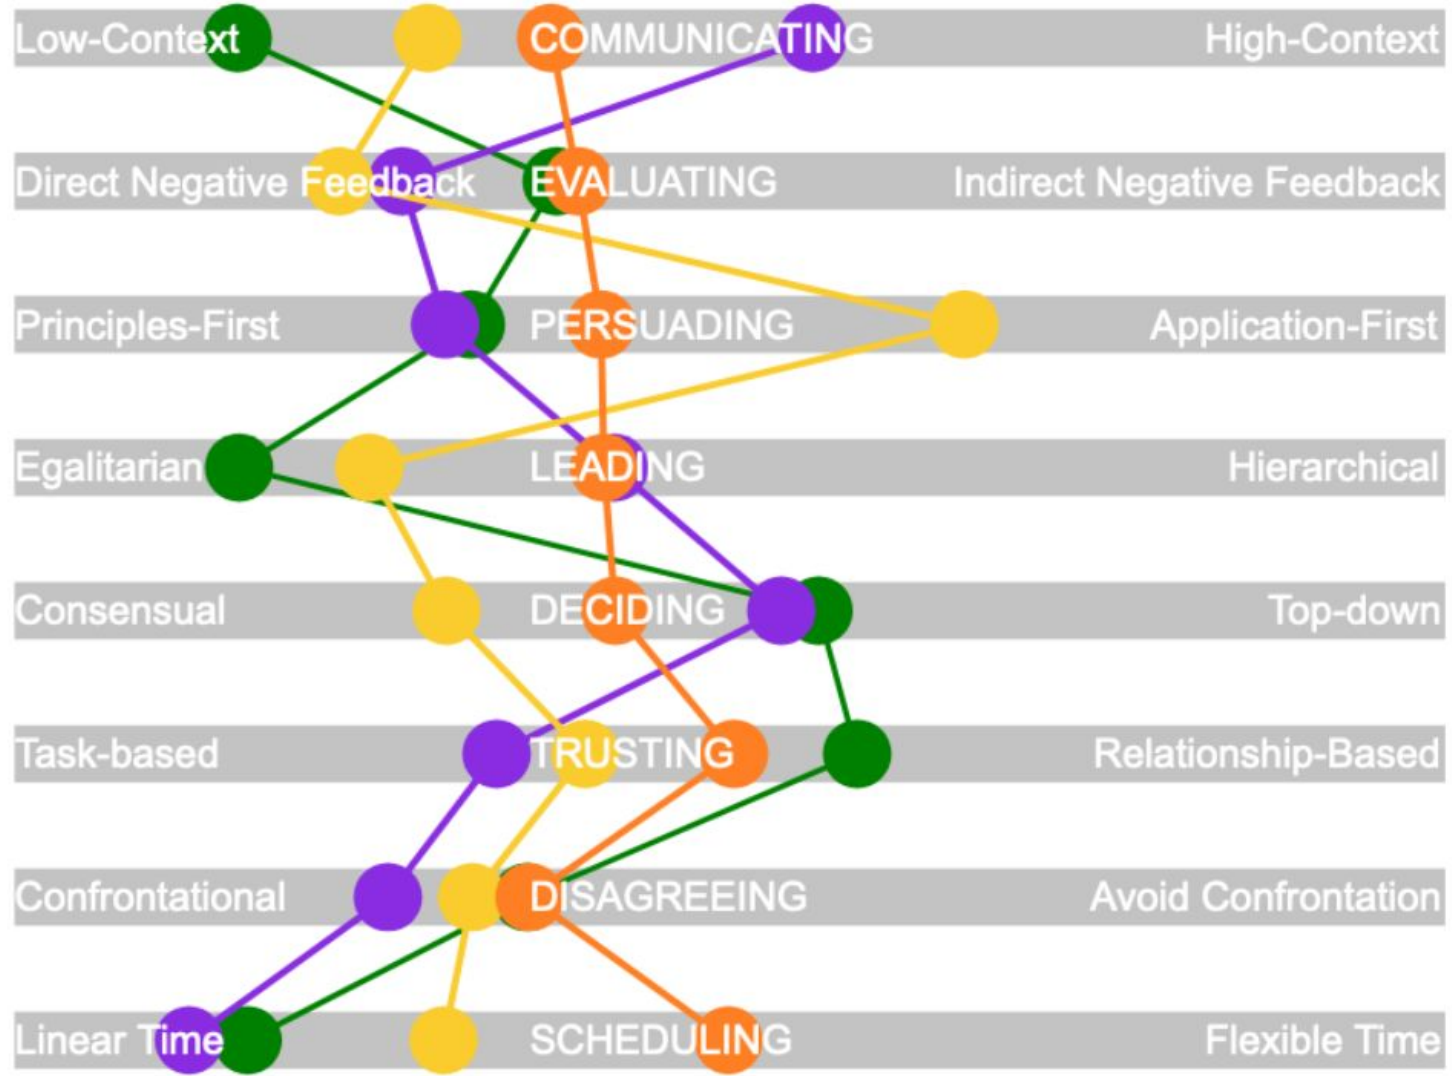 Low-Context COMMUNICATING High-Context
Direct Negative Feedback EVALUATING Indirect Negative Feedback
Principles-First PERSUADING Application-First
Egalitarian LEADING Hierarchical
Consensual DECIDING Top-down
Task-based TRUSTING Relationship-Based
Confrontational DISAGREEING Avoid Confrontation
Linear Time SCHEDULING Flexible Time